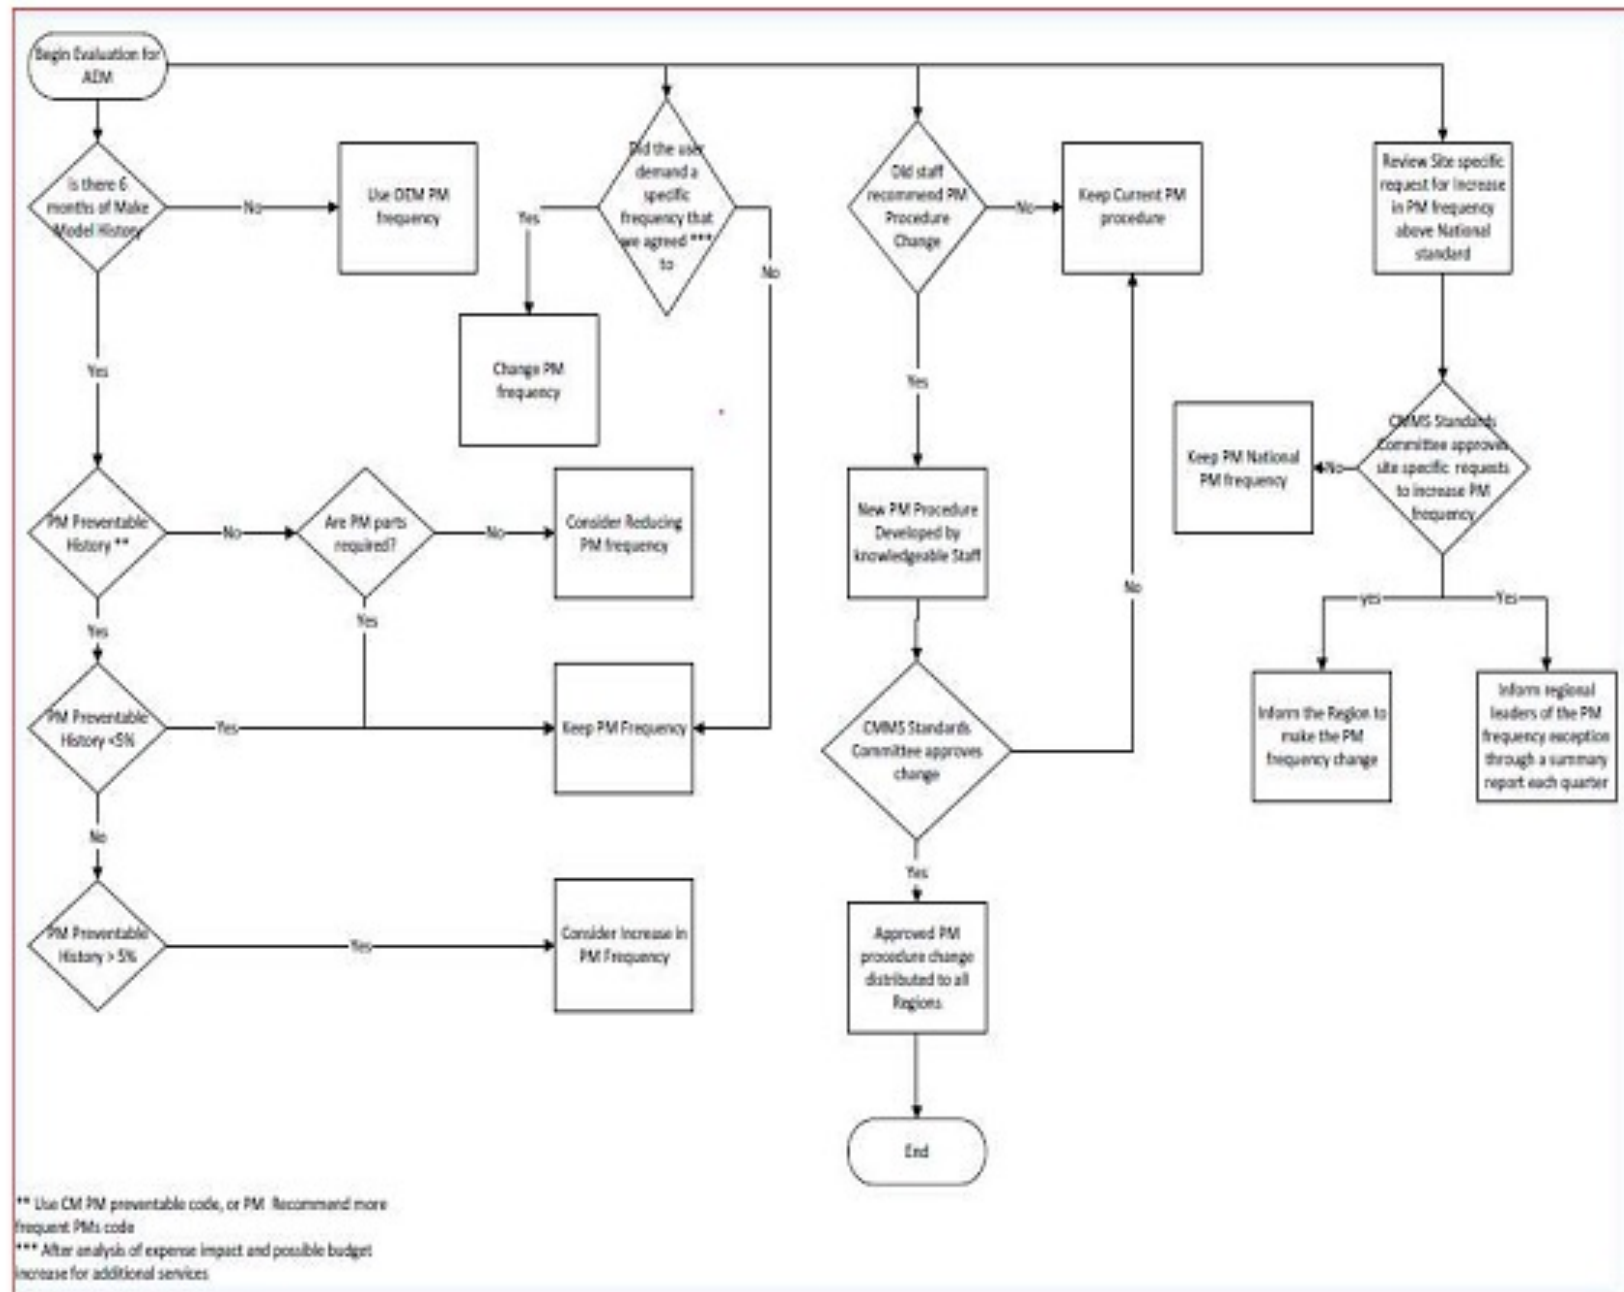 Begin Evaluation for
AEM
is there 6
months of Make
Model History
No
Use OEM PM
frequency
Yes
PM Preventable
History **
No
Are PM parts
required?
No
Consider Reducing
PM frequency
Yes
Yes
PM Preventable
History <5%
Yes
Keep PM Frequency
No
PM Preventable
History > 5%
Yes
Consider Increase in
PM Frequency
Did the user
demand a
specific
frequency that
we agreed ***
to
Yes
No
Change PM
frequency
Did staff
recommend PM
Procedure
Change
No
Keep Current PM
procedure
Yes
New PM Procedure
Developed by
knowledgeable Staff
CMMS Standards
Committee approves
change
No
Yes
Approved PM
procedure change
distributed to all
Regions
End
Review Site specific
request for Increase
in PM frequency
above National
standard
CMMS Standards
Committee approves
site specific requests
to increase PM
frequency
No
Keep PM National
PM frequency
yes
Yes
Inform the Region to
make the PM
frequency change
Inform regional
leaders of the PM
frequency exception
through a summary
report each quarter
** Use CM PM preventable code, or PM Recommend more
frequent PMs code
*** After analysis of expense impact and possible budget
increase for additional services